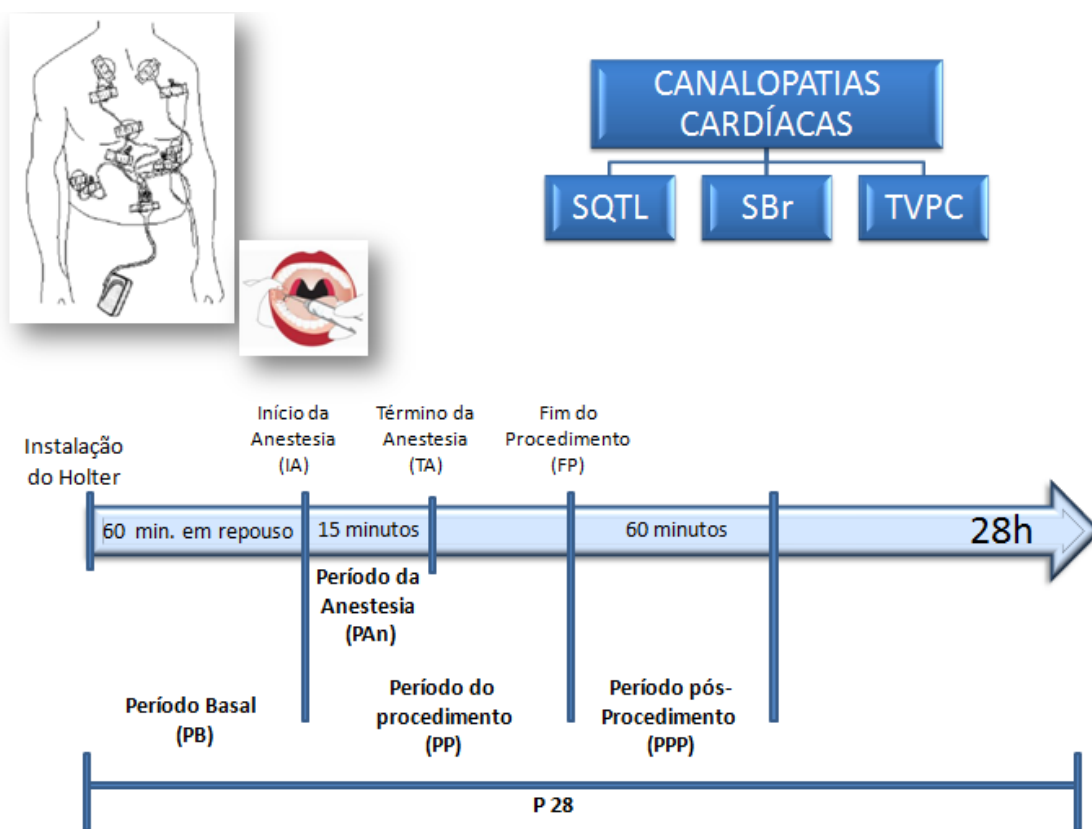 CANALOPATIAS
CARDÍACAS
SQTL
SBr
TVPC
Instalação
do Holter
Início da
Anestesia
(IA)
Término da
Anestesia
(TA)
Fim do
Procedimento
(FP)
60 min. em repouso
15 minutos
60 minutos
28h
Período da
Anestesia
(PAn)
Período Basal
(PB)
Período do
procedimento
(PP)
Período pós-
Procedimento
(PPP)
P 28